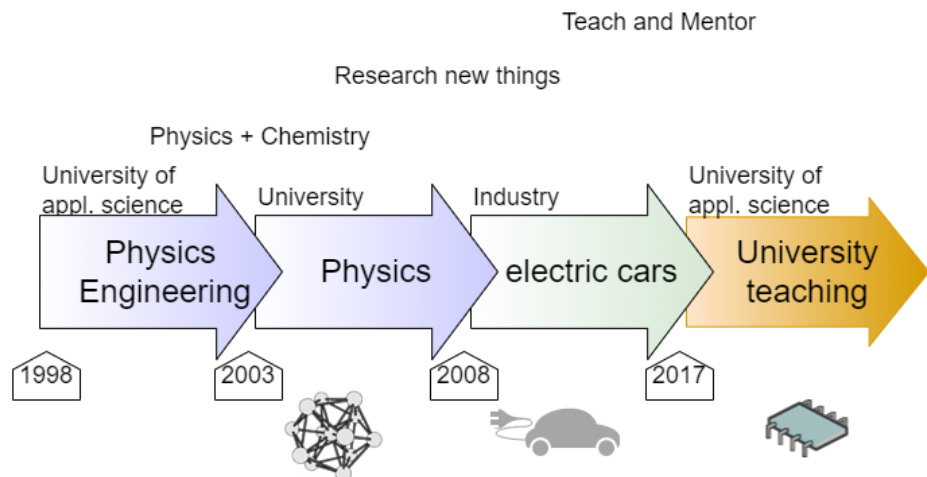 Teach and Mentor
Research new things
Physics + Chemistry
University of
appl. science
University
Industry
University of
appl. science
Physics
Engineering
Physics
electric cars
University
teaching
1998
2003
2008
2017